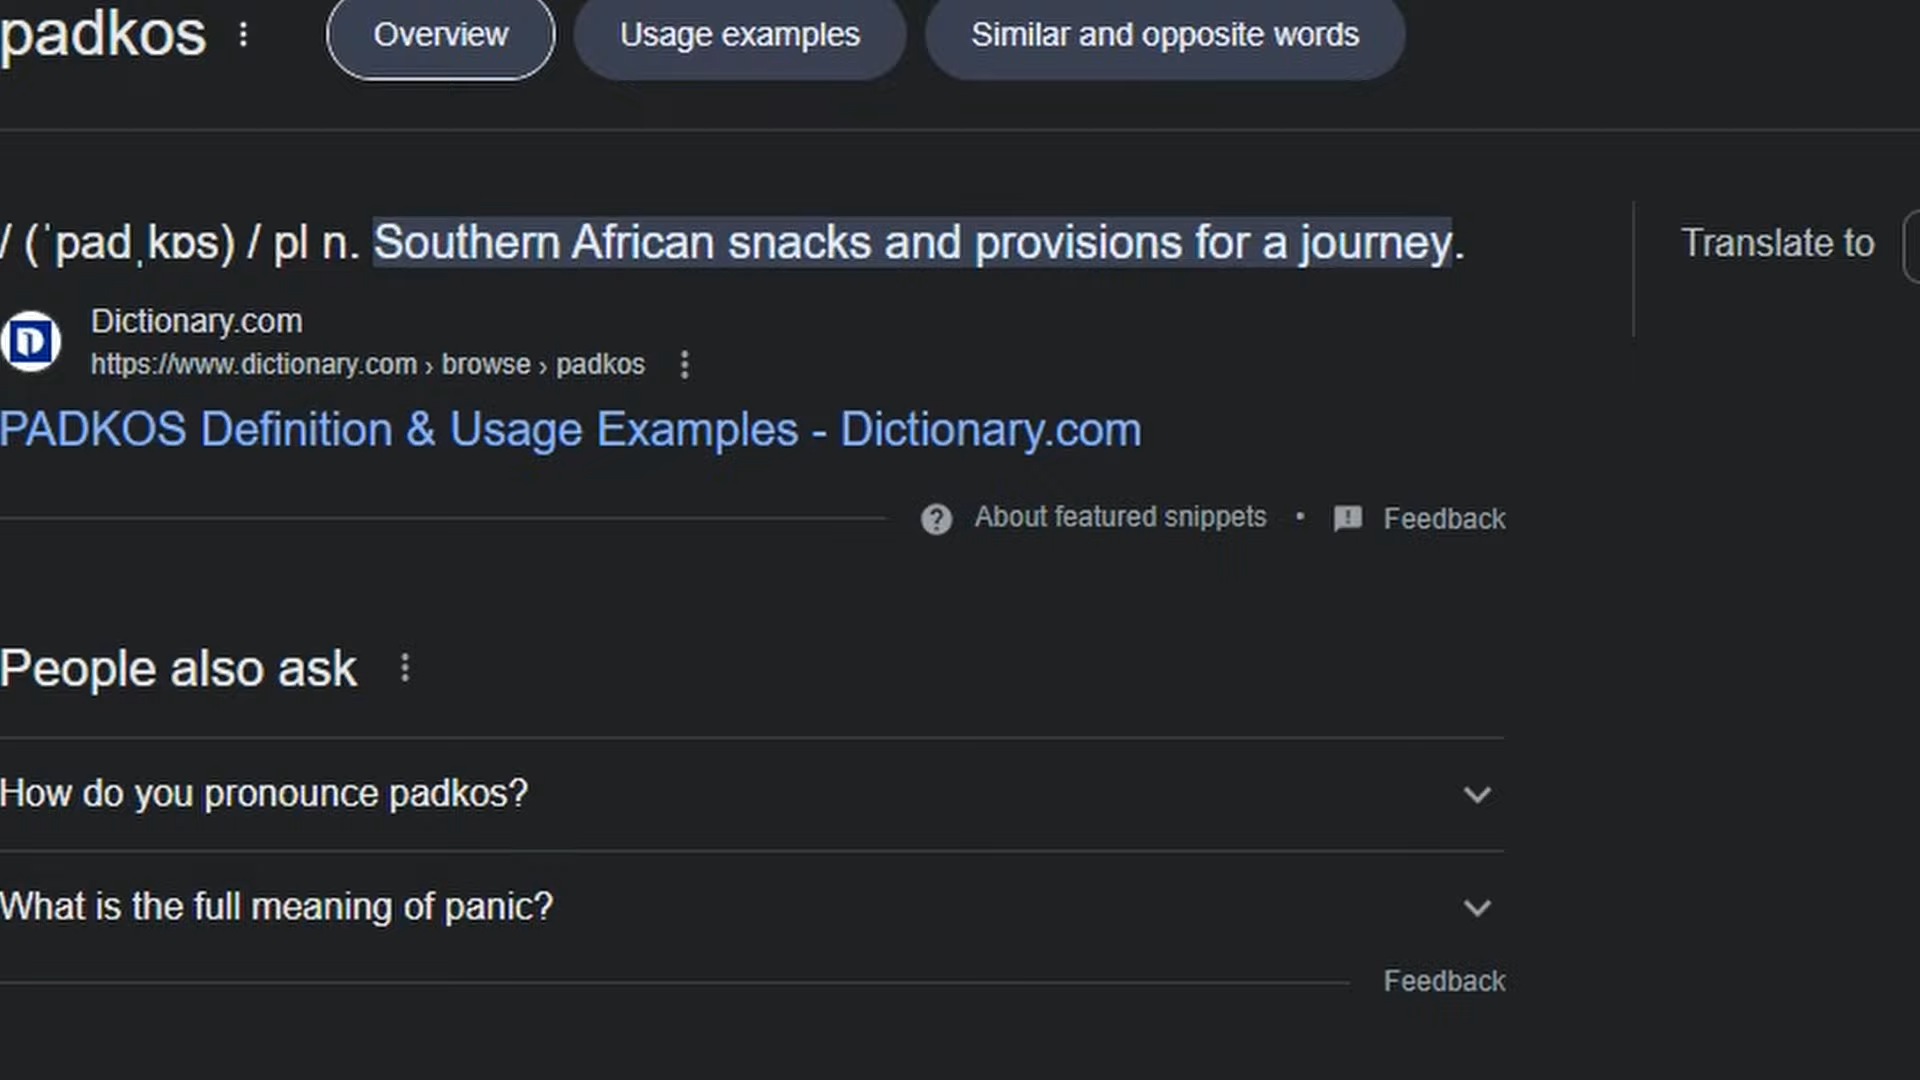 padkos
Overview
Usage examples
Similar and opposite words
/ (ˈpadˌkɒs) / pl n. Southern African snacks and provisions for a journey.
Translate to
Dictionary.com
https://www.dictionary.com › browse › padkos
PADKOS Definition & Usage Examples - Dictionary.com
About featured snippets • Feedback
People also ask
How do you pronounce padkos?
What is the full meaning of panic?
Feedback